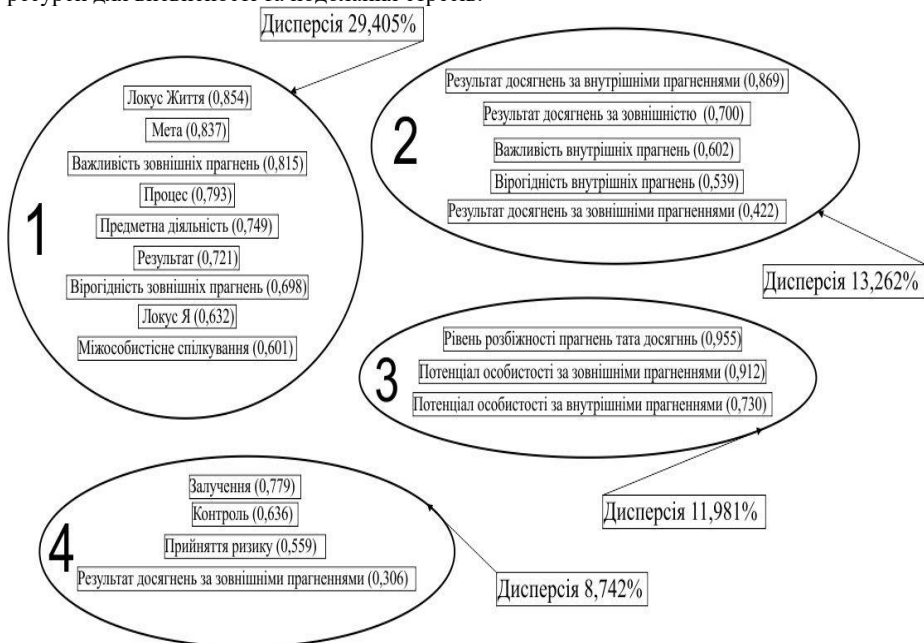 Дисперсія 29,405%
1
Локус Життя (0,854)
Мета (0,837)
Важливість зовнішніх прагнень (0,815)
Процес (0,793)
Предметна діяльність (0,749)
Результат (0,721)
Вірогідність зовнішніх прагнень (0,698)
Локус Я (0,632)
Міжособистісне спілкування (0,601)
2
Результат досягнень за внутрішніми прагненнями (0,869)
Результат досягнень за зовнішністю (0,700)
Важливість внутрішніх прагнень (0,602)
Вірогідність внутрішніх прагнень (0,539)
Результат досягнень за зовнішніми прагненнями (0,422)
Дисперсія 13,262%
3
Рівень розбіжності прагнень тата досягннь (0,955)
Потенціал особистості за зовнішніми прагненнями (0,912)
Потенціал особистості за внутрішніми прагненнями (0,730)
Дисперсія 11,981%
4
Залучення (0,779)
Контроль (0,636)
Прийняття ризику (0,559)
Результат досягнень за зовнішніми прагненнями (0,306)
Дисперсія 8,742%